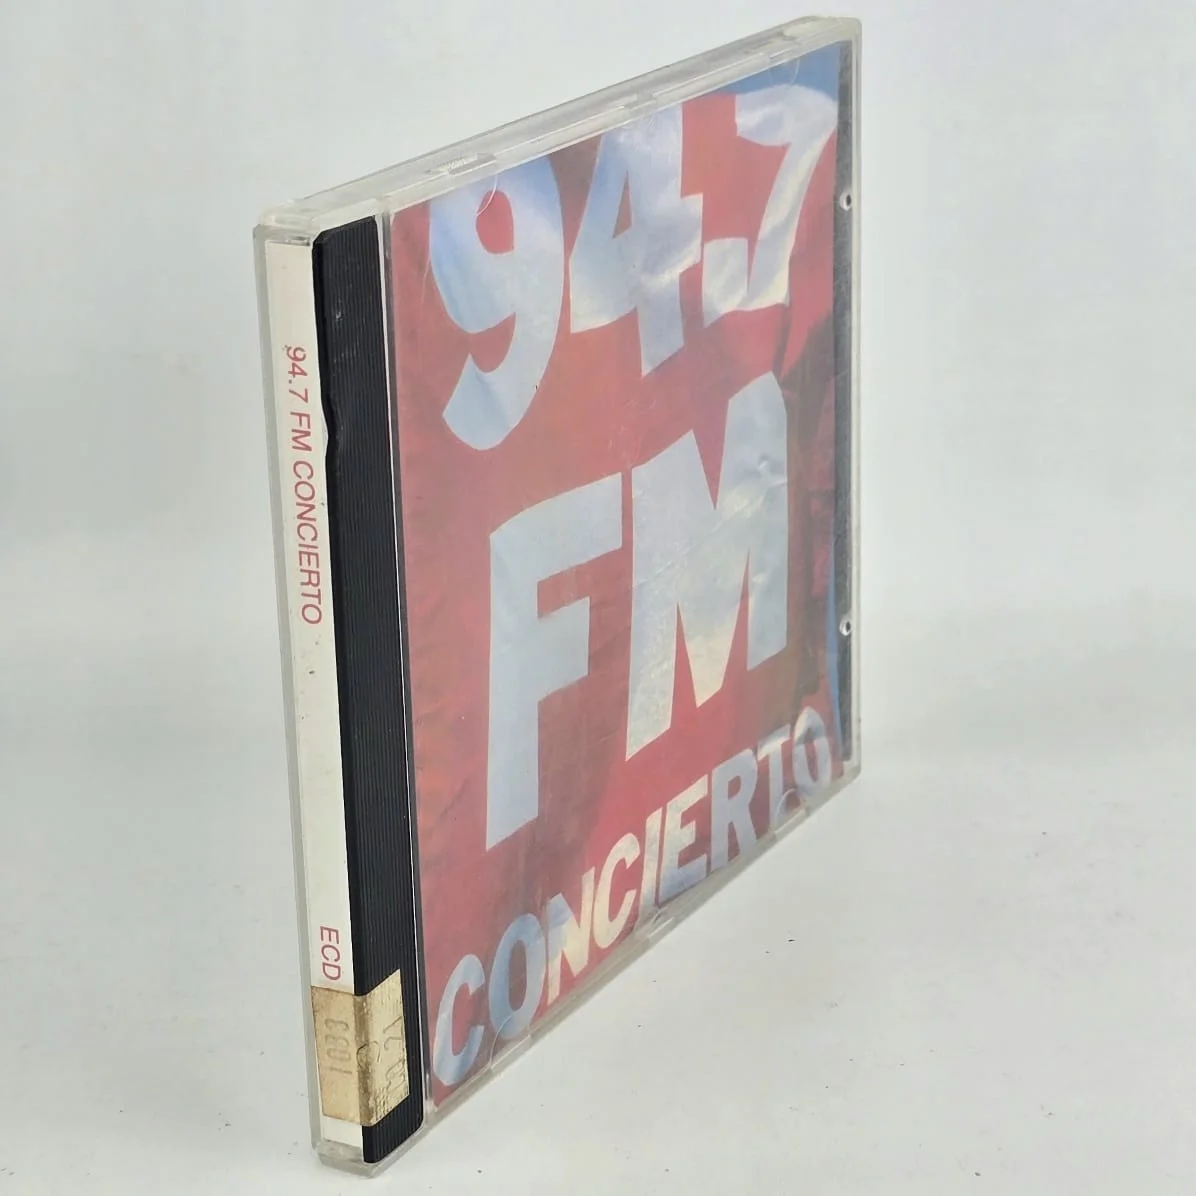 94.7
FM
CONCIERTO
94.7 FM CONCIERTO
ECD